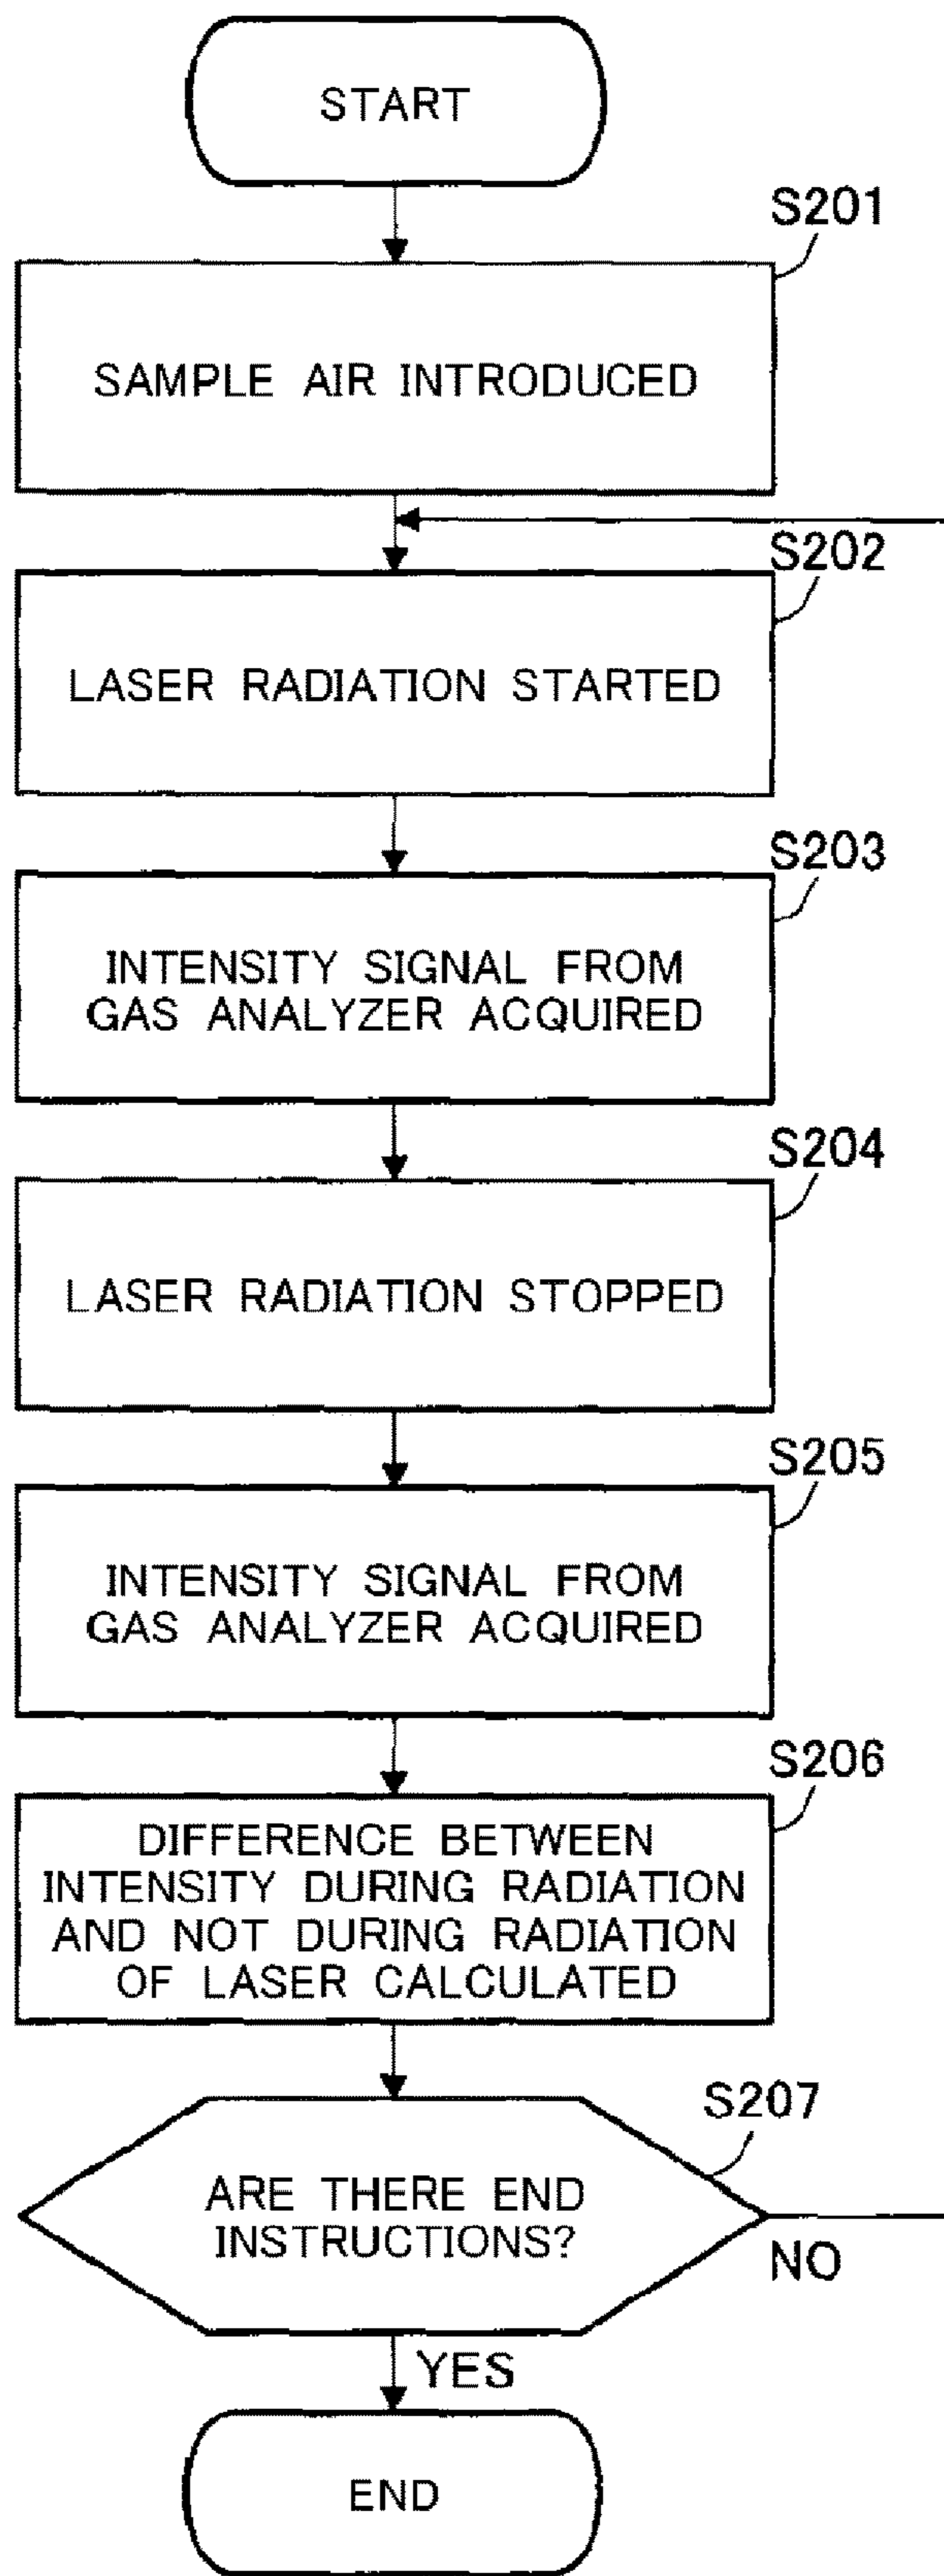 START
S201
SAMPLE AIR INTRODUCED
S202
LASER RADIATION STARTED
S203
INTENSITY SIGNAL FROM
GAS ANALYZER ACQUIRED
S204
LASER RADIATION STOPPED
S205
INTENSITY SIGNAL FROM
GAS ANALYZER ACQUIRED
S206
DIFFERENCE BETWEEN
INTENSITY DURING RADIATION
AND NOT DURING RADIATION
OF LASER CALCULATED
S207
ARE THERE END
INSTRUCTIONS?
NO
YES
END